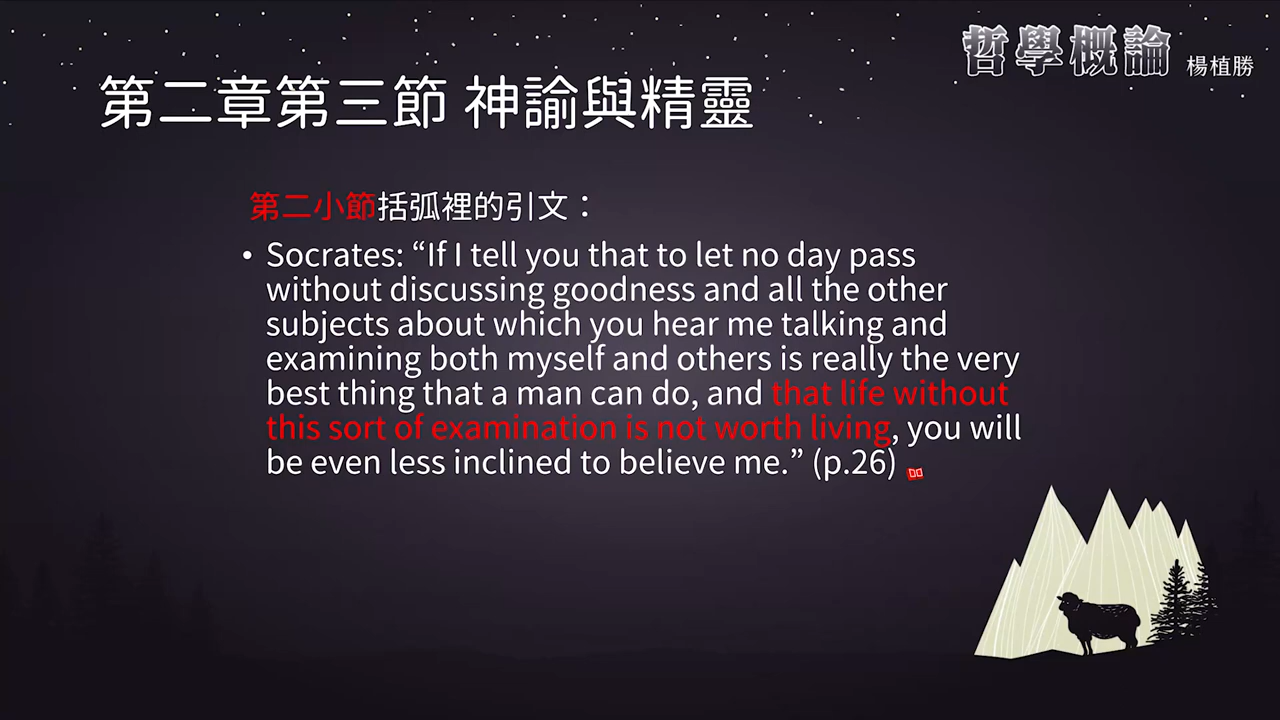 哲學概論 楊植勝
第二章第三節 神諭與精靈
第二小節括弧裡的引文：
• Socrates: “If I tell you that to let no day pass
without discussing goodness and all the other
subjects about which you hear me talking and
examining both myself and others is really the very
best thing that a man can do, and that life without
this sort of examination is not worth living, you will
be even less inclined to believe me.” (p.26)